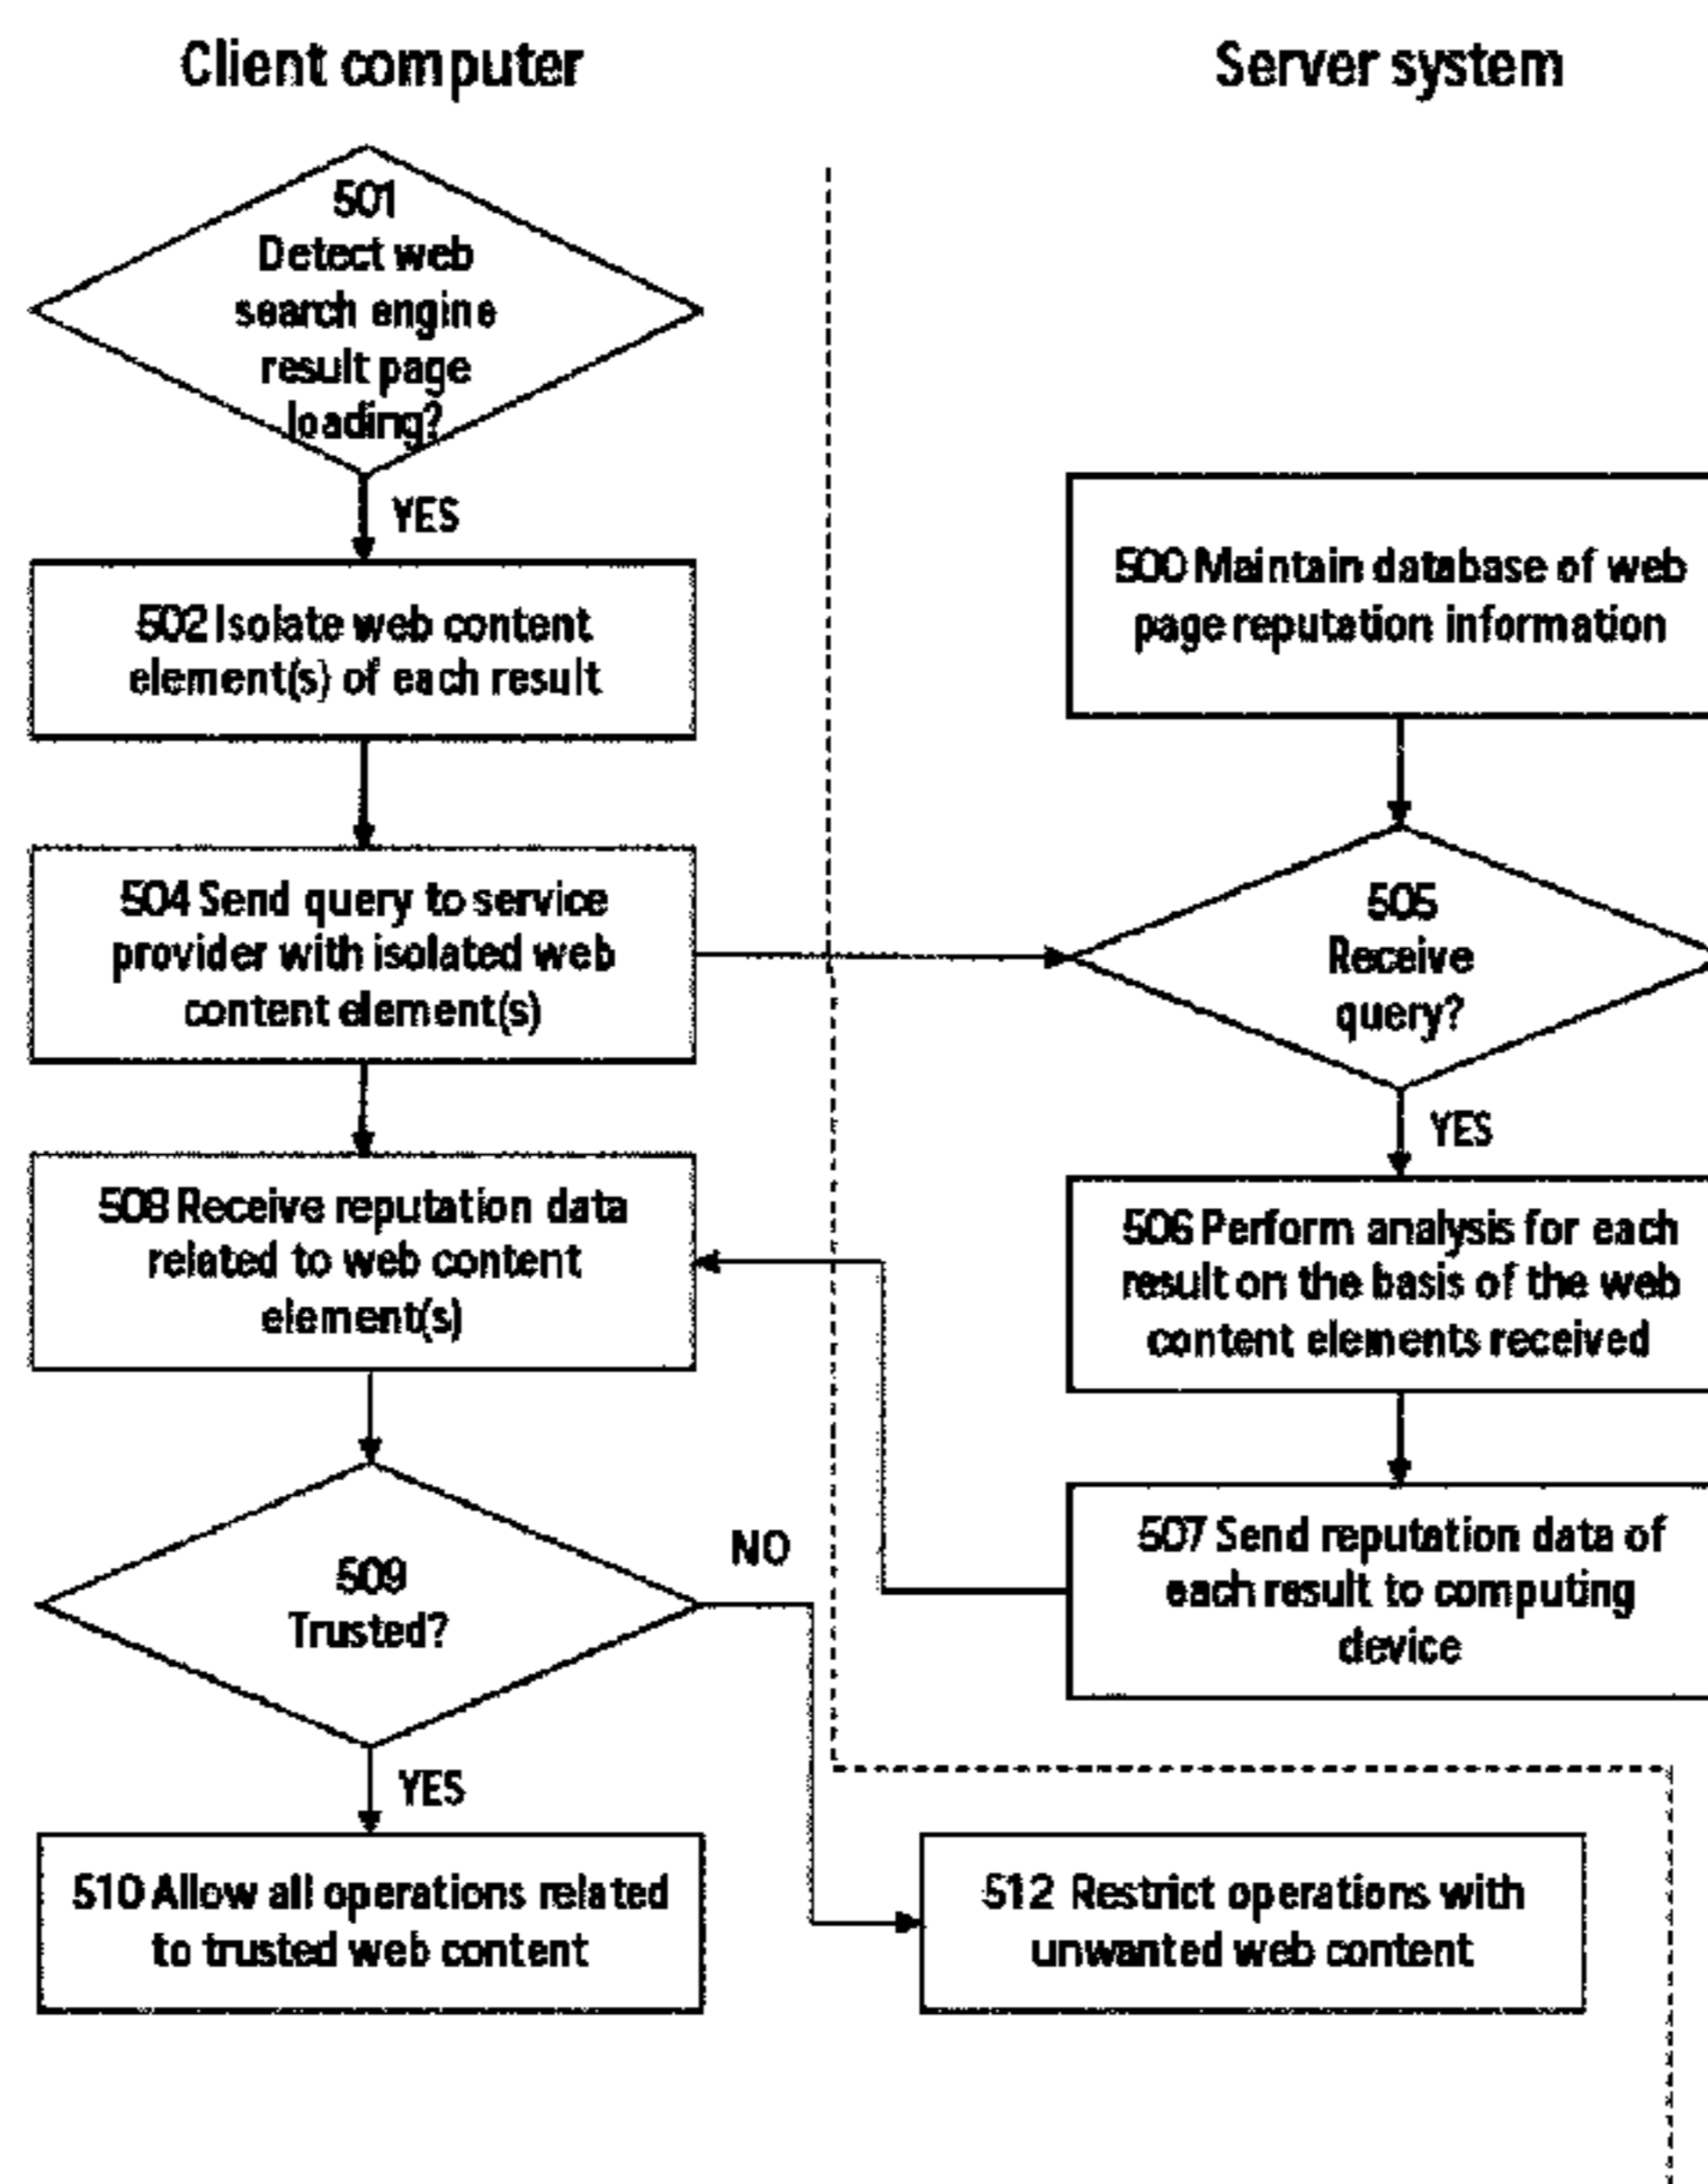 Client computer
Server system
501
Detect web
search engine
result page
loading?
YES
502 Isolate web content
element(s) of each result
504 Send query to service
provider with isolated web
content element(s)
508 Receive reputation data
related to web content
element(s)
509
Trusted?
NO
YES
510 Allow all operations related
to trusted web content
500 Maintain database of web
page reputation information
505
Receive
query?
YES
506 Perform analysis for each
result on the basis of the web
content elements received
507 Send reputation data of
each result to computing
device
512 Restrict operations with
unwanted web content